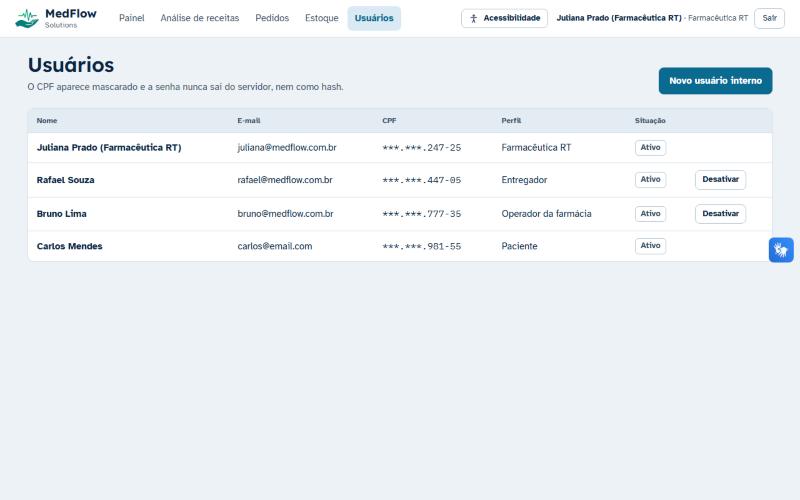 MedFlow
Solutions
Painel
Análise de receitas
Pedidos
Estoque
Usuários
Acessibilidade
Juliana Prado (Farmacêutica RT) · Farmacêutica RT
Sair
Usuários
O CPF aparece mascarado e a senha nunca sai do servidor, nem como hash.
Novo usuário interno
Nome E-mail CPF Perfil Situação
Juliana Prado (Farmacêutica RT) juliana@medflow.com.br ***.***.247-25 Farmacêutica RT Ativo
Rafael Souza rafael@medflow.com.br ***.***.447-05 Entregador Ativo Desativar
Bruno Lima bruno@medflow.com.br ***.***.777-35 Operador da farmácia Ativo Desativar
Carlos Mendes carlos@email.com ***.***.981-55 Paciente Ativo